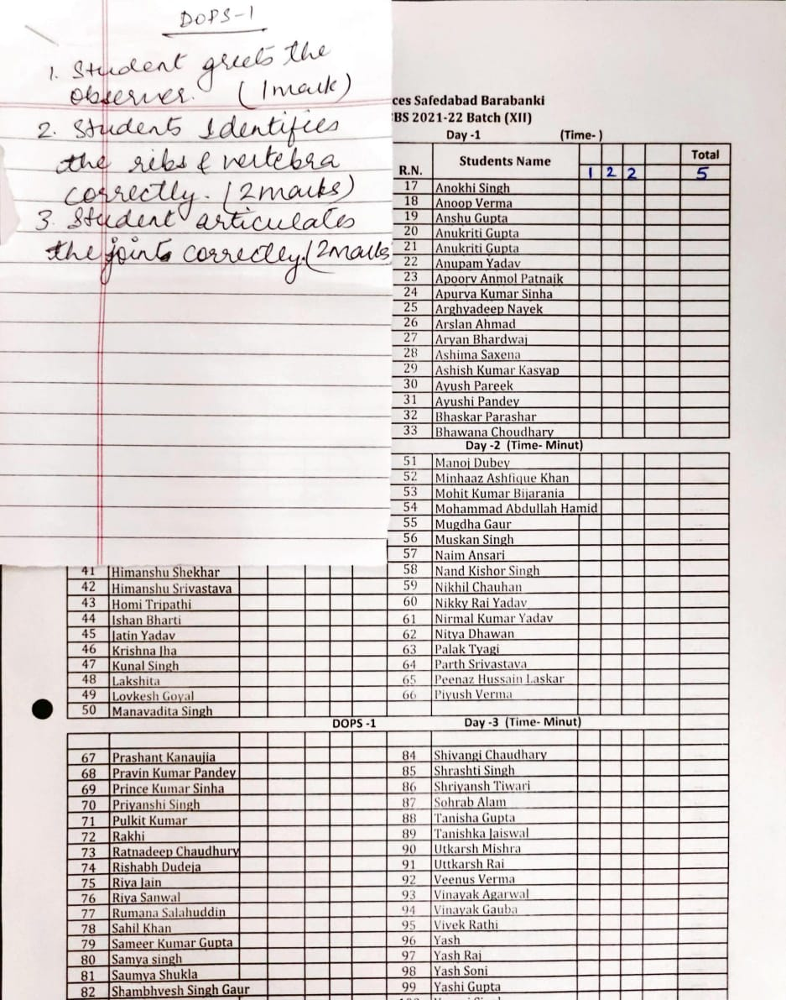 DOPS-1
1. Student greets the
observer. (1 mark)
2. Students Identifies
the ribs & vertebra
correctly. (2 marks)
3. Student articulates
the joints correctly. (2 marks
ces Safedabad Barabanki
BS 2021-22 Batch (XII)
Day -1 (Time- )
R.N. Students Name Total
1 2 2 5
17 Anokhi Singh
18 Anoop Verma
19 Anshu Gupta
20 Anukriti Gupta
21 Anukriti Gupta
22 Anupam Yadav
23 Apoorv Anmol Patnaik
24 Apurva Kumar Sinha
25 Arghyadeep Nayek
26 Arslan Ahmad
27 Aryan Bhardwaj
28 Ashima Saxena
29 Ashish Kumar Kasyap
30 Ayush Pareek
31 Ayushi Pandey
32 Bhaskar Parashar
33 Bhawana Choudhary
Day -2 (Time- Minut)
51 Manoj Dubey
52 Minhaaz Ashfique Khan
53 Mohit Kumar Bijarania
54 Mohammad Abdullah Hamid
55 Mugdha Gaur
56 Muskan Singh
57 Naim Ansari
41 Himanshu Shekhar 58 Nand Kishor Singh
42 Himanshu Srivastava 59 Nikhil Chauhan
43 Homi Tripathi 60 Nikky Rai Yadav
44 Ishan Bharti 61 Nirmal Kumar Yadav
45 Jatin Yadav 62 Nitya Dhawan
46 Krishna Jha 63 Palak Tyagi
47 Kunal Singh 64 Parth Srivastava
48 Lakshita 65 Peenaz Hussain Laskar
49 Lovkesh Goyal 66 Piyush Verma
50 Manavadita Singh
DOPS -1 Day -3 (Time- Minut)
67 Prashant Kanaujia 84 Shivangi Chaudhary
68 Pravin Kumar Pandey 85 Shrashti Singh
69 Prince Kumar Sinha 86 Shriyansh Tiwari
70 Priyanshi Singh 87 Sohrab Alam
71 Pulkit Kumar 88 Tanisha Gupta
72 Rakhi 89 Tanishka Jaiswal
73 Ratnadeep Chaudhury 90 Utkarsh Mishra
74 Rishabh Dudeja 91 Uttkarsh Rai
75 Riya Jain 92 Veenus Verma
76 Riya Sanwal 93 Vinayak Agarwal
77 Rumana Salahuddin 94 Vinayak Gauba
78 Sahil Khan 95 Vivek Rathi
79 Sameer Kumar Gupta 96 Yash
80 Samya singh 97 Yash Raj
81 Saumya Shukla 98 Yash Soni
82 Shambhvesh Singh Gaur 99 Yashi Gupta